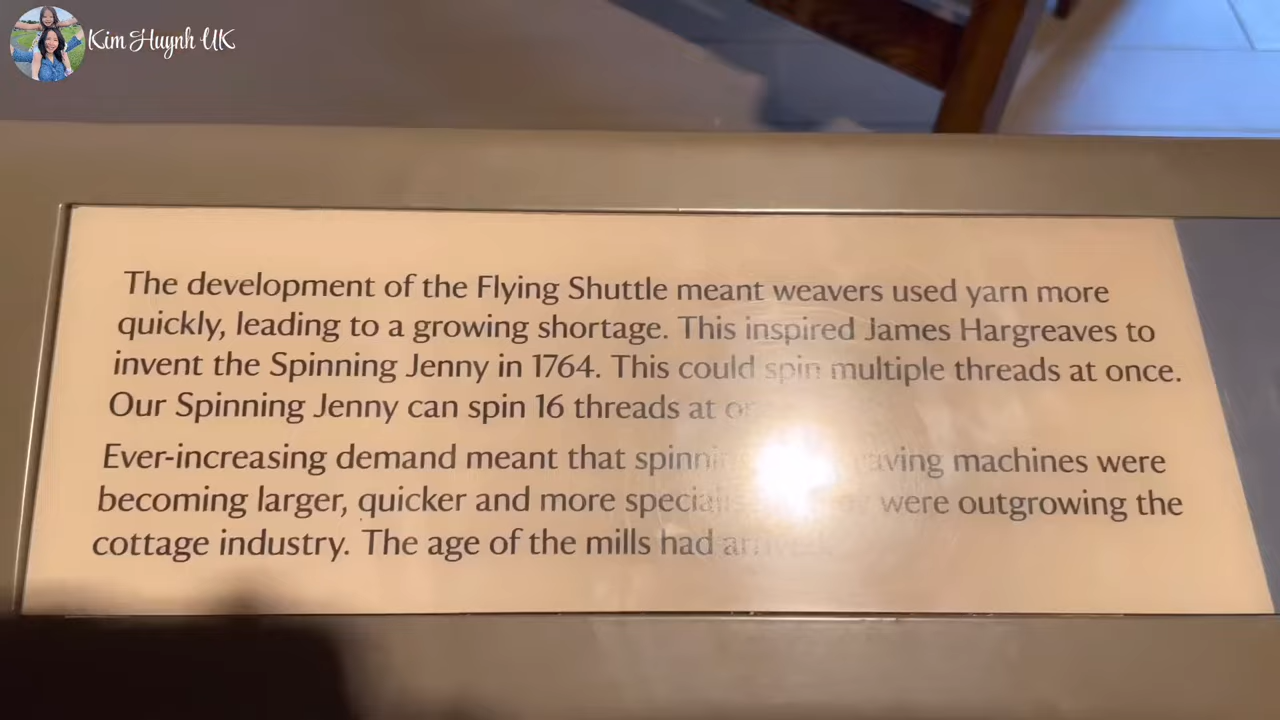 Kim Huynh UK
The development of the Flying Shuttle meant weavers used yarn more
quickly, leading to a growing shortage. This inspired James Hargreaves to
invent the Spinning Jenny in 1764. This could spin multiple threads at once.
Our Spinning Jenny can spin 16 threads at
Ever-increasing demand meant that machines were
becoming larger, quicker and more were outgrowing the
cottage industry. The age of the mills had